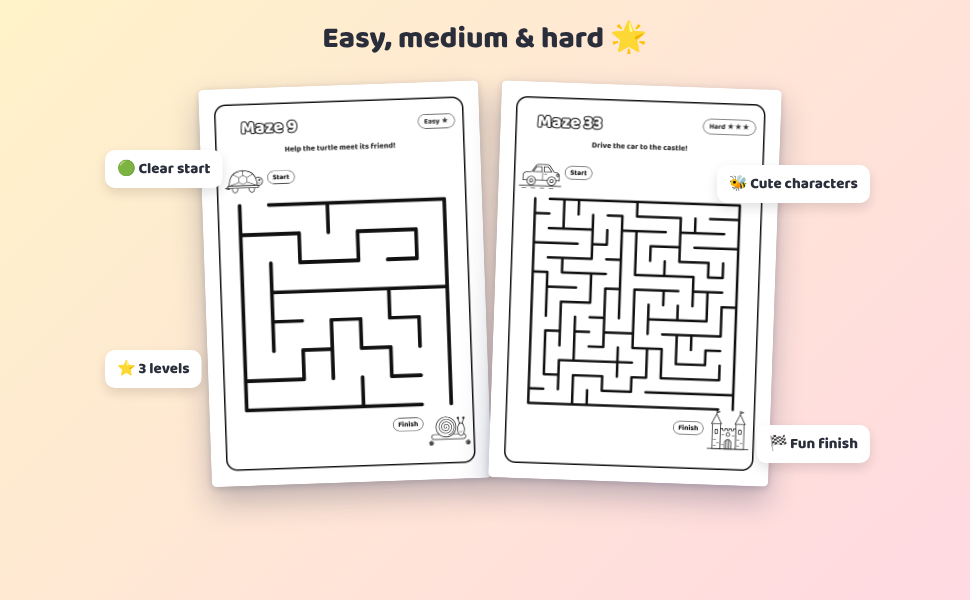 Easy, medium & hard 🌟
Maze 9
Easy ★
Help the turtle meet its friend!
Start
Finish
Maze 33
Hard ★★★
Drive the car to the castle!
Start
Finish
🟢 Clear start
🐝 Cute characters
⭐ 3 levels
🏁 Fun finish